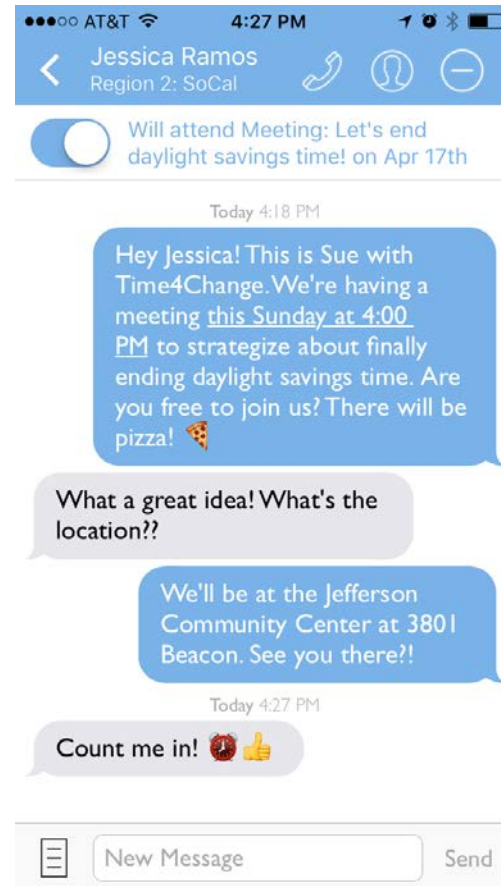 AT&T 4:27 PM
Jessica Ramos
Region 2: SoCal
Will attend Meeting: Let's end
daylight savings time! on Apr 17th
Today 4:18 PM
Hey Jessica! This is Sue with
Time4Change. We're having a
meeting this Sunday at 4:00
PM to strategize about finally
ending daylight savings time. Are
you free to join us? There will be
pizza! 🍕
What a great idea! What's the
location??
We'll be at the Jefferson
Community Center at 3801
Beacon. See you there?!
Today 4:27 PM
Count me in! ⏰👍
New Message Send